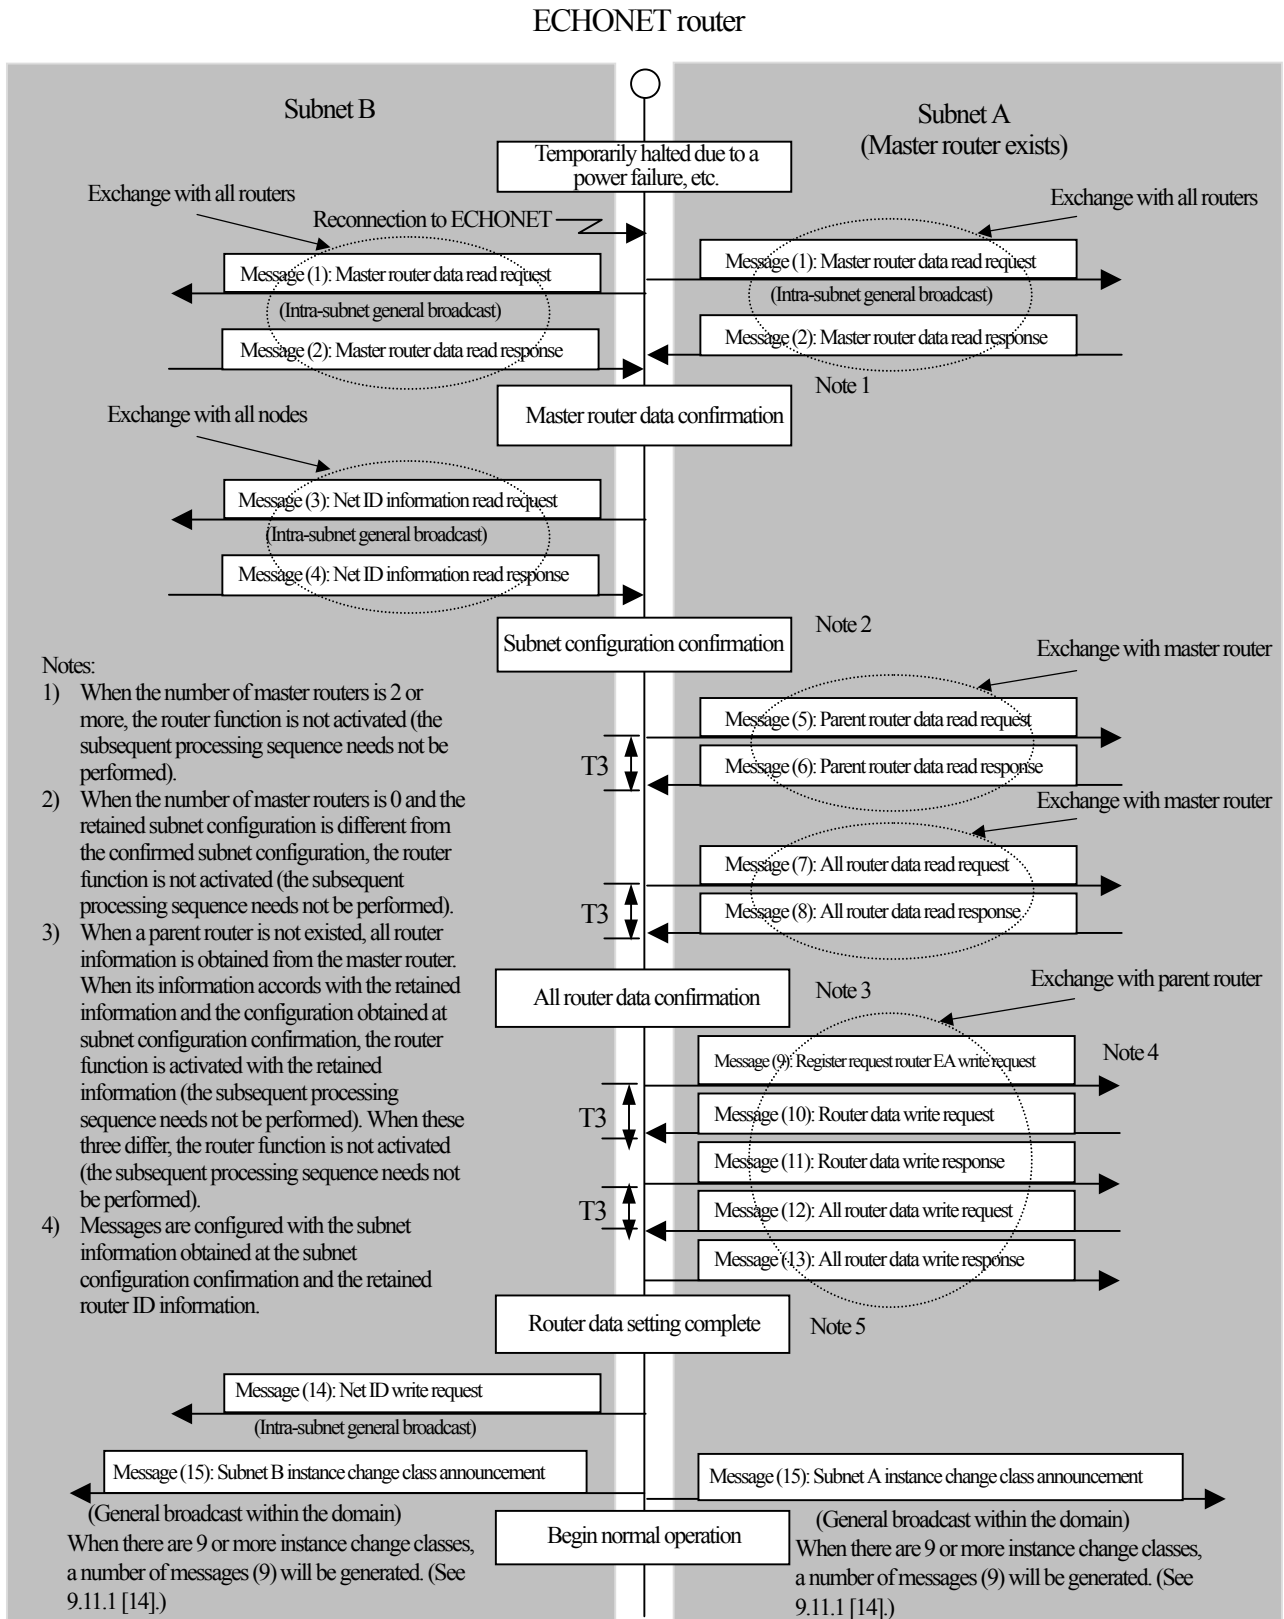 ECHONET router
Subnet B
Subnet A
(Master router exists)
Temporarily halted due to a
power failure, etc.
Exchange with all routers
Exchange with all routers
Reconnection to ECHONET
Message (1): Master router data read request
Message (1): Master router data read request
(Intra-subnet general broadcast)
(Intra-subnet general broadcast)
Message (2): Master router data read response
Message (2): Master router data read response
Note 1
Master router data confirmation
Exchange with all nodes
Message (3): Net ID information read request
(Intra-subnet general broadcast)
Message (4): Net ID information read response
Subnet configuration confirmation
Note 2
Exchange with master router
Message (5): Parent router data read request
T3
Message (6): Parent router data read response
Exchange with master router
Message (7): All router data read request
T3
Message (8): All router data read response
All router data confirmation
Note 3
Exchange with parent router
Message (9): Register request router EA write request
Note 4
T3
Message (10): Router data write request
Message (11): Router data write response
T3
Message (12): All router data write request
Message (13): All router data write response
Router data setting complete
Note 5
Notes:
1) When the number of master routers is 2 or
more, the router function is not activated (the
subsequent processing sequence needs not be
performed).
2) When the number of master routers is 0 and the
retained subnet configuration is different from
the confirmed subnet configuration, the router
function is not activated (the subsequent
processing sequence needs not be performed).
3) When a parent router is not existed, all router
information is obtained from the master router.
When its information accords with the retained
information and the configuration obtained at
subnet configuration confirmation, the router
function is activated with the retained
information (the subsequent processing
sequence needs not be performed). When these
three differ, the router function is not activated
(the subsequent processing sequence needs not
be performed).
4) Messages are configured with the subnet
information obtained at the subnet
configuration confirmation and the retained
router ID information.
Message (14): Net ID write request
(Intra-subnet general broadcast)
Message (15): Subnet B instance change class announcement
Message (15): Subnet A instance change class announcement
(General broadcast within the domain)
When there are 9 or more instance change classes,
a number of messages (9) will be generated. (See
9.11.1 [14].)
Begin normal operation
(General broadcast within the domain)
When there are 9 or more instance change classes,
a number of messages (9) will be generated. (See
9.11.1 [14].)